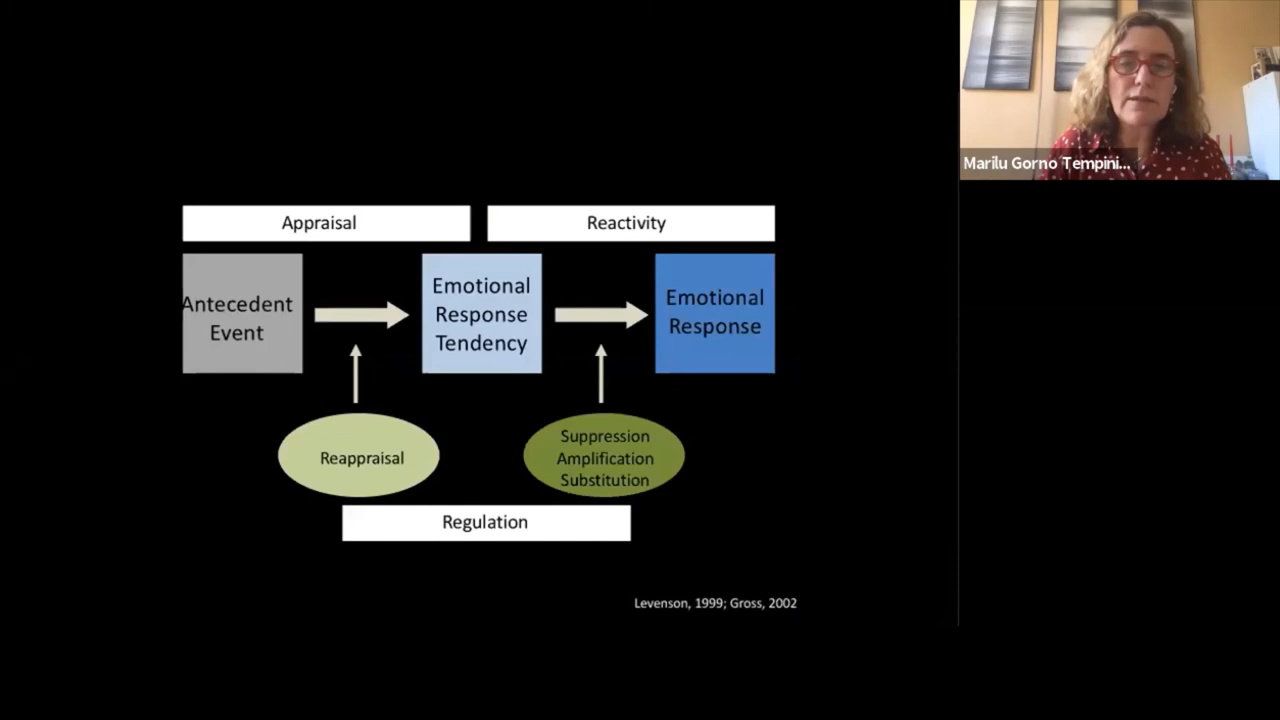 Marilu Gorno Tempini...
Appraisal
Reactivity
Antecedent
Event
Emotional
Response
Tendency
Emotional
Response
Reappraisal
Suppression
Amplification
Substitution
Regulation
Levenson, 1999; Gross, 2002